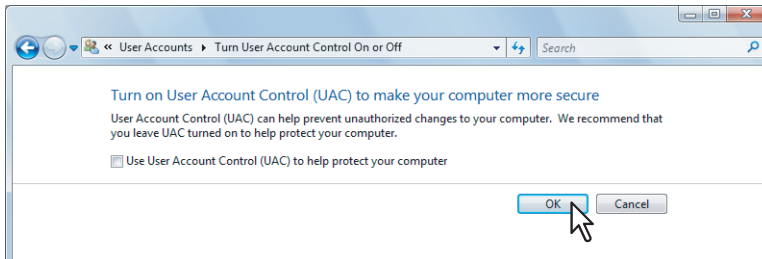 « User Accounts ▸ Turn User Account Control On or Off
Search
Turn on User Account Control (UAC) to make your computer more secure
User Account Control (UAC) can help prevent unauthorized changes to your computer. We recommend that
you leave UAC turned on to help protect your computer.
Use User Account Control (UAC) to help protect your computer
OK
Cancel